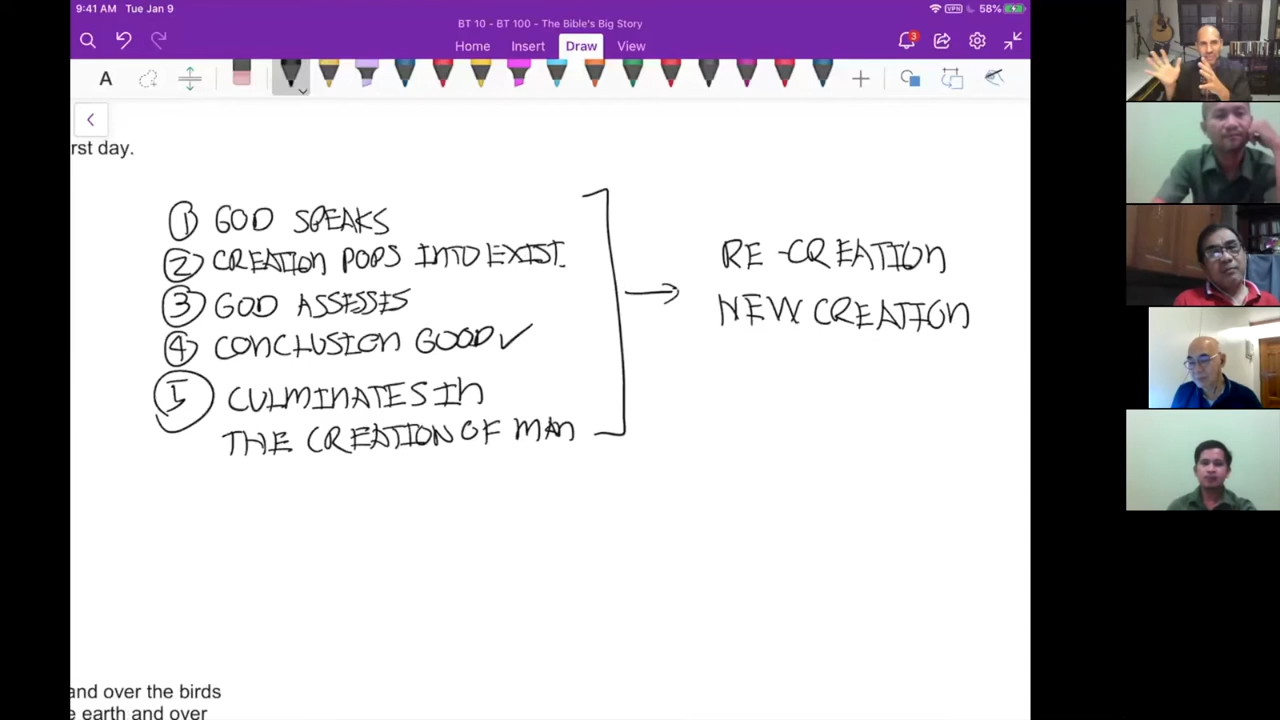 9:41 AM Tue Jan 9
58%
BT 10 - BT 100 - The Bible's Big Story
Home Insert Draw View
3
A
rst day.
① GOD SPEAKS
② CREATION POPS INTO EXIST.
③ GOD ASSESSES
④ CONCLUSION GOOD ✓
CULMINATES IN
THE CREATION OF MAN
RE-CREATION
NEW CREATION
and over the birds
e earth and over